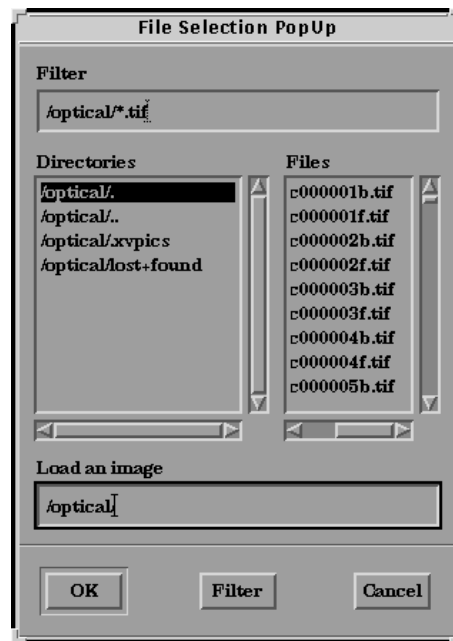 File Selection PopUp
Filter
/optical/*.tif
Directories
/optical/.
/optical/..
/optical/.xvpics
/optical/lost+found
Files
c000001b.tif
c000001f.tif
c000002b.tif
c000002f.tif
c000003b.tif
c000003f.tif
c000004b.tif
c000004f.tif
c000005b.tif
Load an image
/optical/
OK
Filter
Cancel